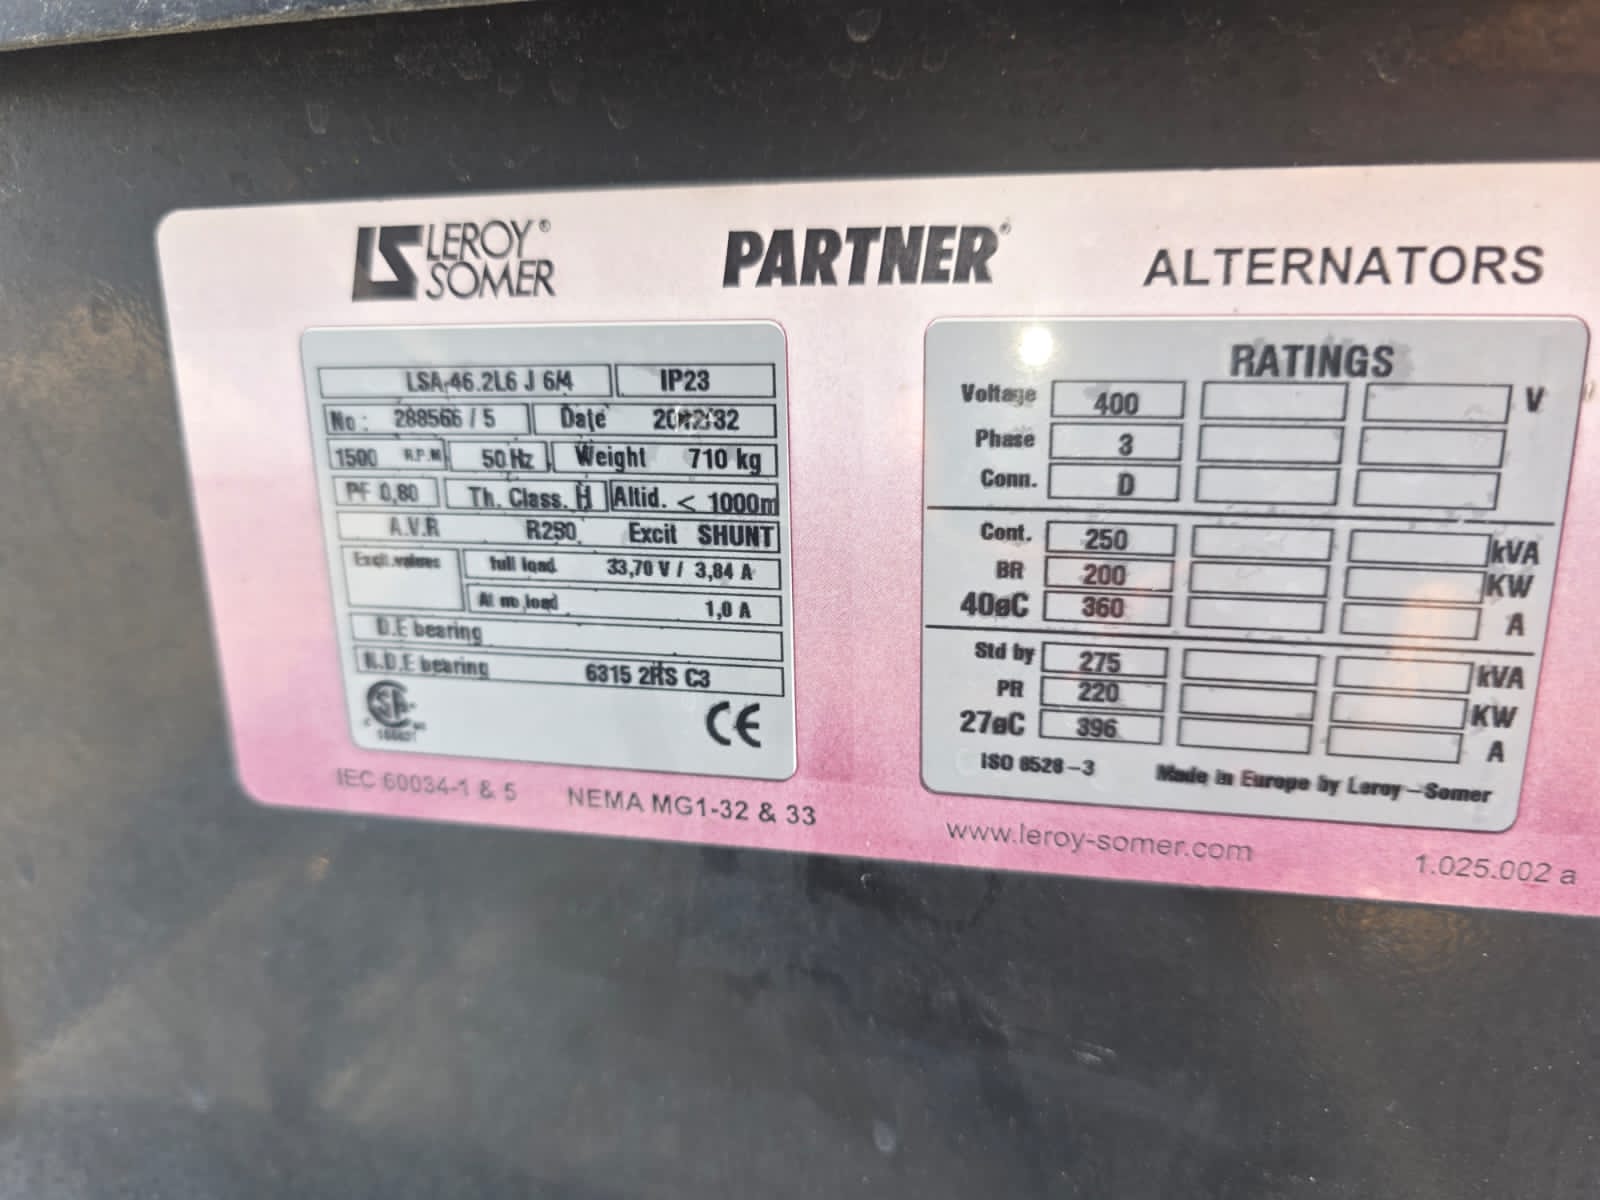 LEROY®
SOMER
PARTNER®
ALTERNATORS
LSA 46.2L6 J 6/4 IP23
No : 288566 / 5 Date
1500 R.P.M 50 Hz Weight 710 kg
PF 0,80 Th. Class. H Altid. < 1000m
A.V.R R250 Excit SHUNT
Excit.values full load 33,70 V / 3,84 A
At no load 1,0 A
D.E bearing
N.D.E bearing 6315 2RS C3
CE
IEC 60034-1 & 5 NEMA MG1-32 & 33
RATINGS
Voltage 400 V
Phase 3
Conn. D
Cont. 250 kVA
BR 200 KW
40øC 360 A
Std by 275 kVA
PR 220 KW
27øC 396 A
ISO 8528-3 Made in Europe by Leroy-Somer
www.leroy-somer.com 1.025.002 a